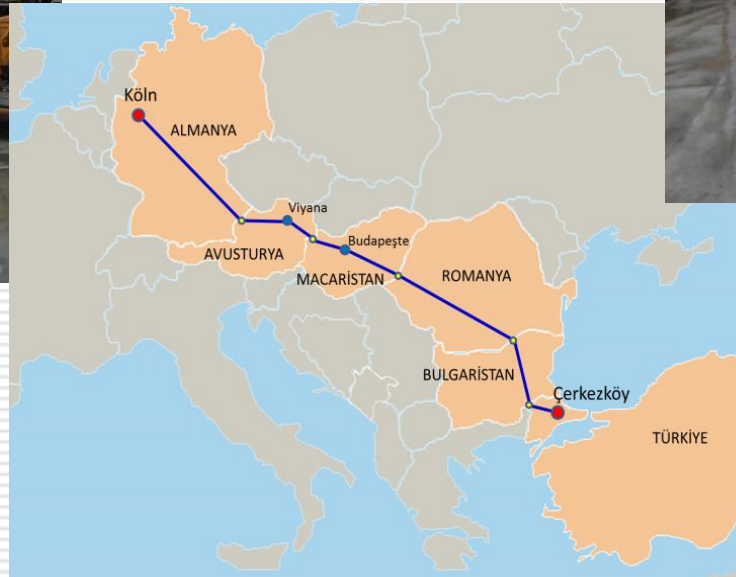 Köln
ALMANYA
Viyana
Budapeşte
AVUSTURYA
MACARİSTAN
ROMANYA
BULGARİSTAN
Çerkezköy
TÜRKİYE